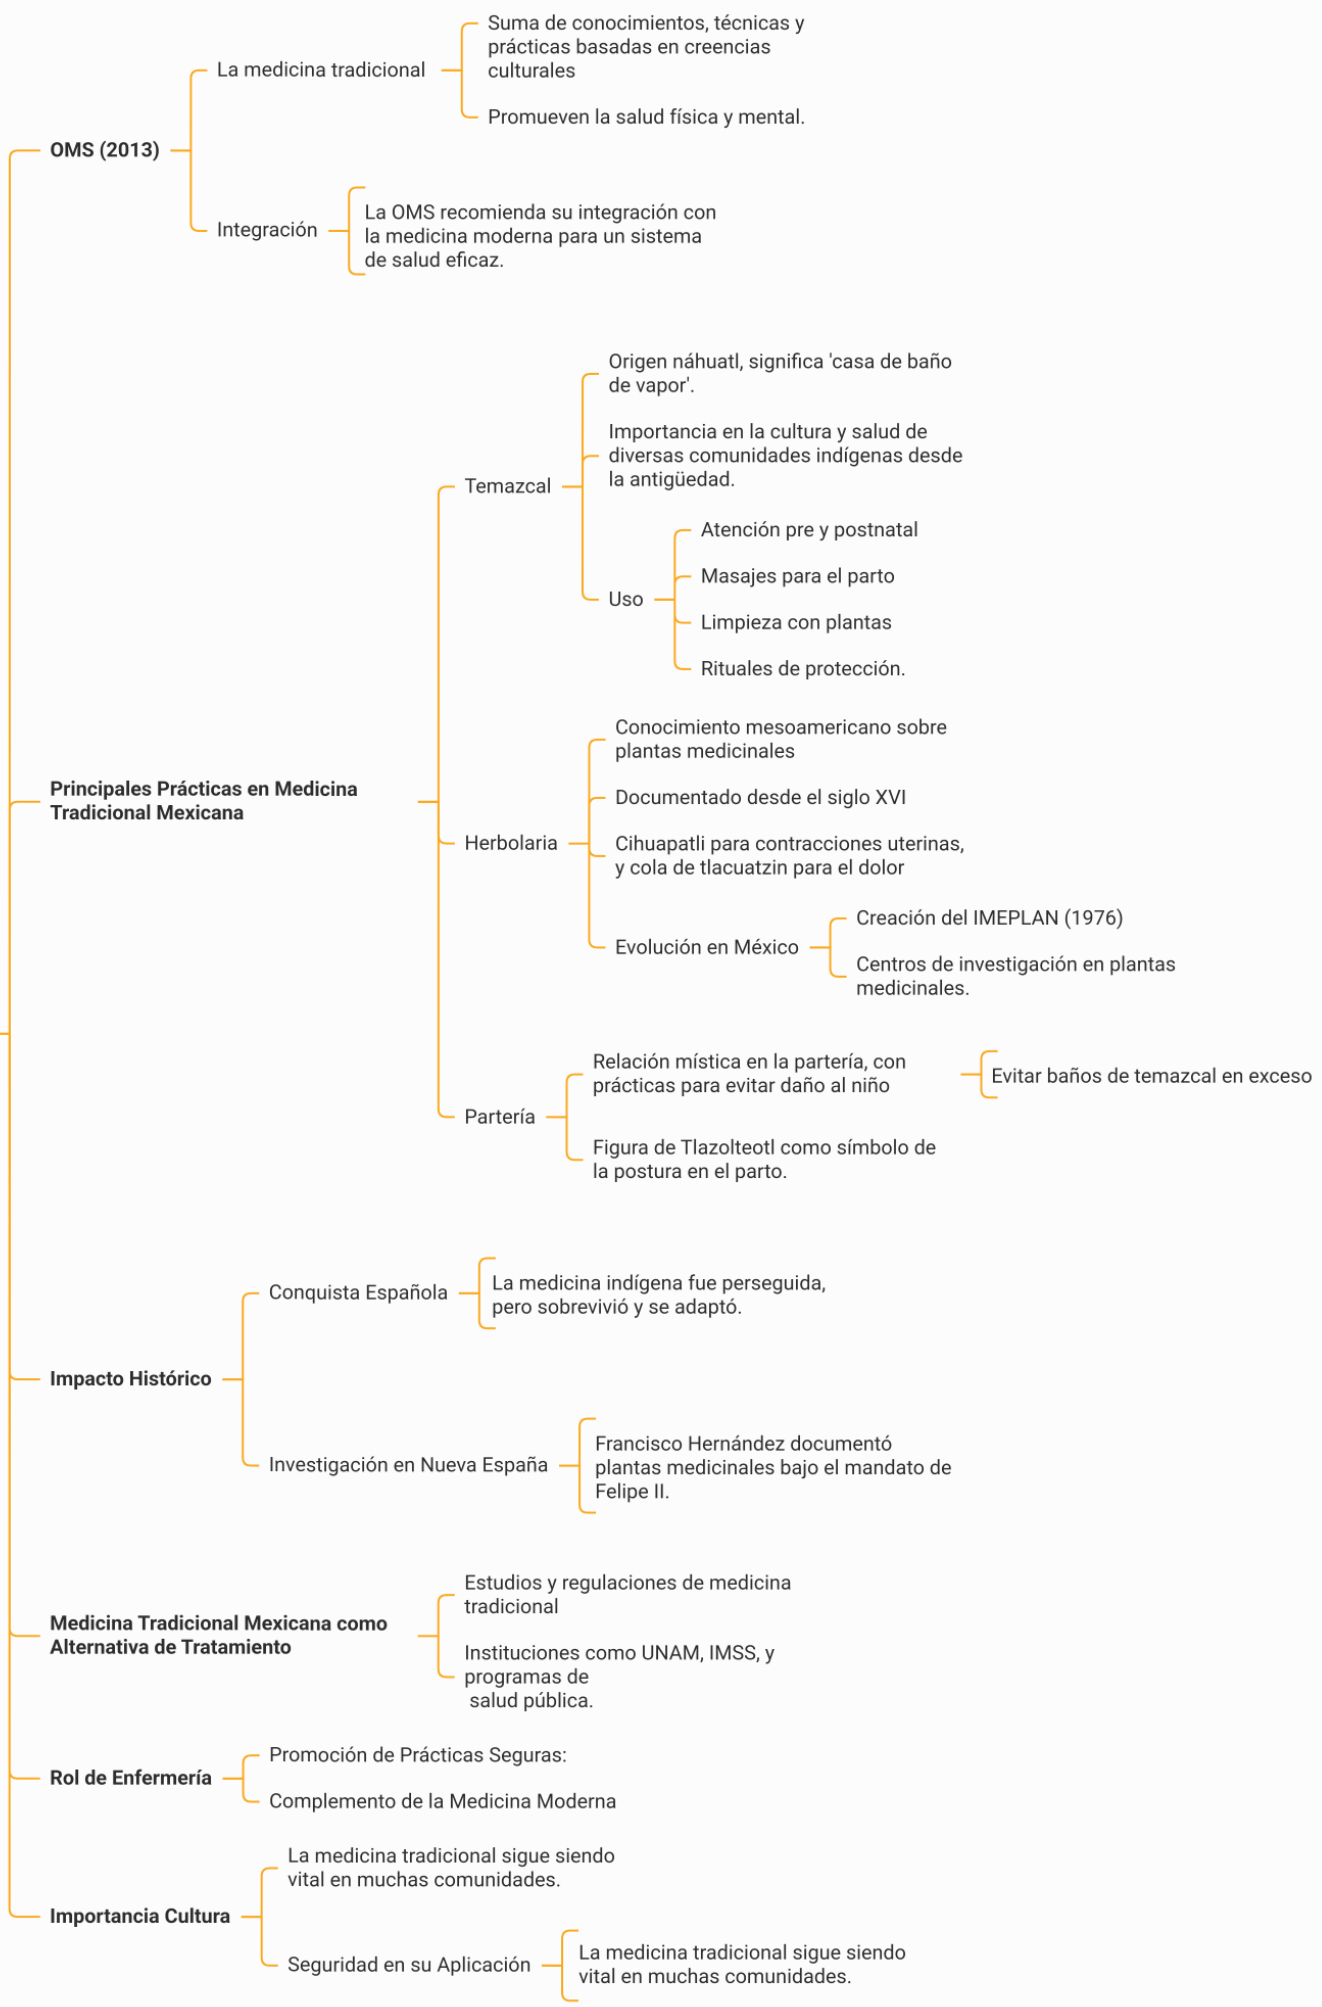 OMS (2013)
La medicina tradicional
Suma de conocimientos, técnicas y
prácticas basadas en creencias
culturales
Promueven la salud física y mental.
Integración
La OMS recomienda su integración con
la medicina moderna para un sistema
de salud eficaz.
Principales Prácticas en Medicina
Tradicional Mexicana
Temazcal
Origen náhuatl, significa 'casa de baño
de vapor'.
Importancia en la cultura y salud de
diversas comunidades indígenas desde
la antigüedad.
Uso
Atención pre y postnatal
Masajes para el parto
Limpieza con plantas
Rituales de protección.
Herbolaria
Conocimiento mesoamericano sobre
plantas medicinales
Documentado desde el siglo XVI
Cihuapatli para contracciones uterinas,
y cola de tlacuatzin para el dolor
Evolución en México
Creación del IMEPLAN (1976)
Centros de investigación en plantas
medicinales.
Partería
Relación mística en la partería, con
prácticas para evitar daño al niño
Evitar baños de temazcal en exceso
Figura de Tlazolteotl como símbolo de
la postura en el parto.
Impacto Histórico
Conquista Española
La medicina indígena fue perseguida,
pero sobrevivió y se adaptó.
Investigación en Nueva España
Francisco Hernández documentó
plantas medicinales bajo el mandato de
Felipe II.
Medicina Tradicional Mexicana como
Alternativa de Tratamiento
Estudios y regulaciones de medicina
tradicional
Instituciones como UNAM, IMSS, y
programas de
salud pública.
Rol de Enfermería
Promoción de Prácticas Seguras:
Complemento de la Medicina Moderna
Importancia Cultura
La medicina tradicional sigue siendo
vital en muchas comunidades.
Seguridad en su Aplicación
La medicina tradicional sigue siendo
vital en muchas comunidades.